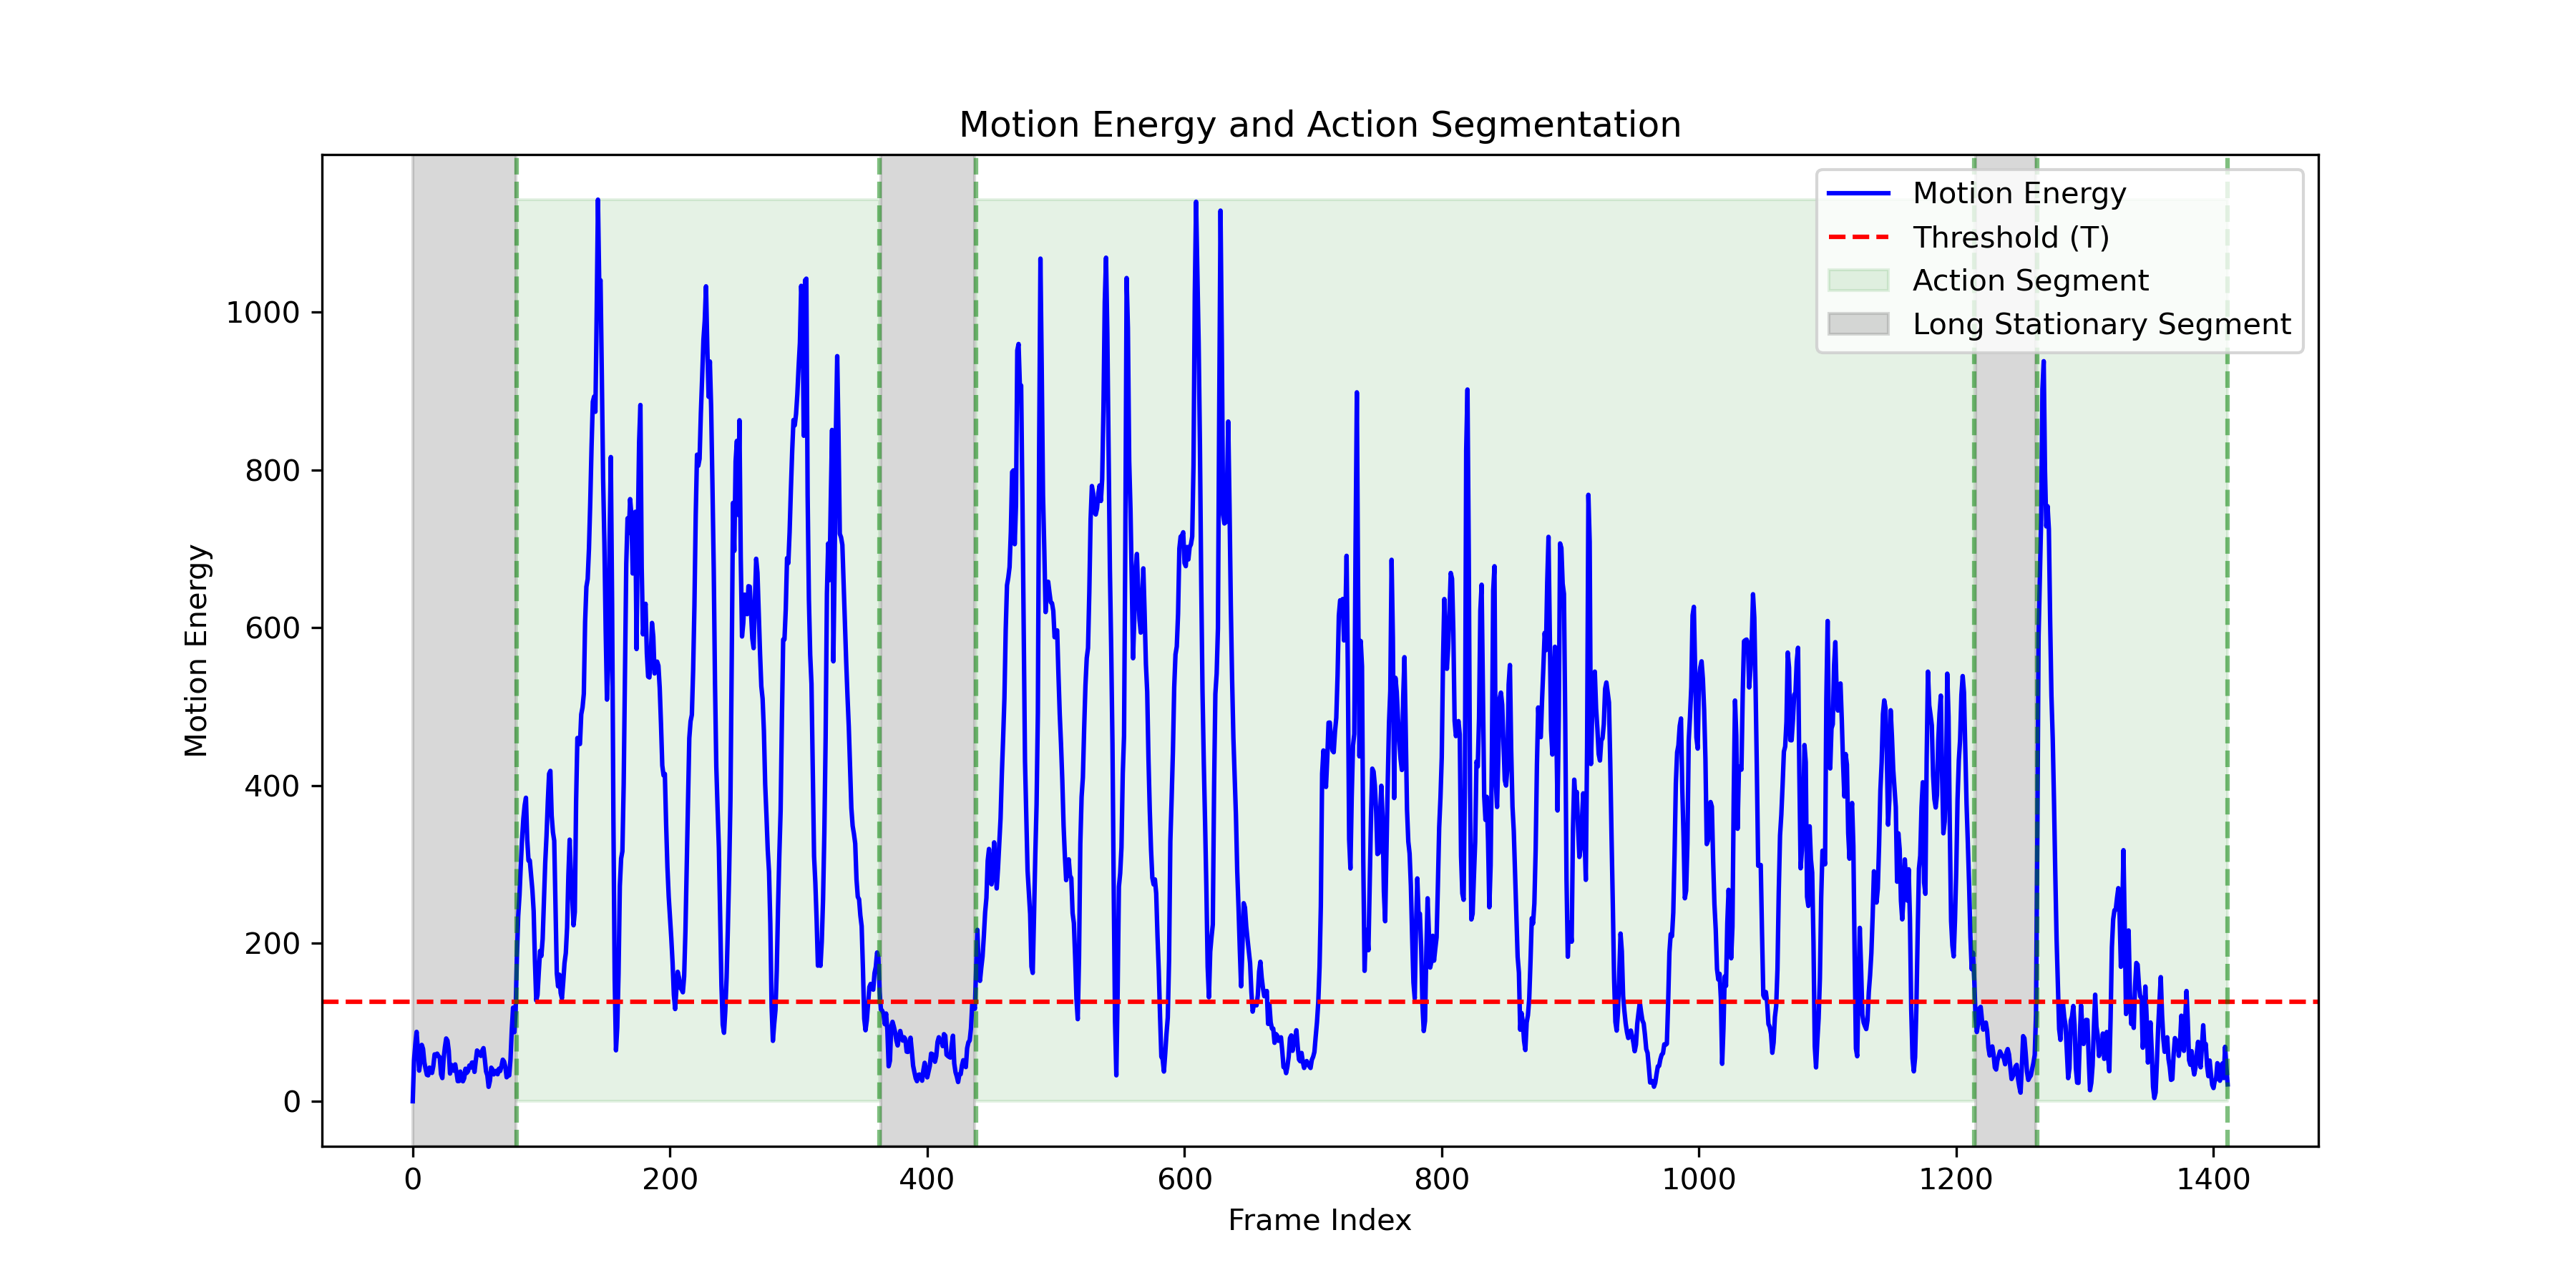 Motion Energy and Action Segmentation
Motion Energy
Threshold (T)
Action Segment
Long Stationary Segment
1000
800
600
400
200
0
Motion Energy
0 200 400 600 800 1000 1200 1400
Frame Index